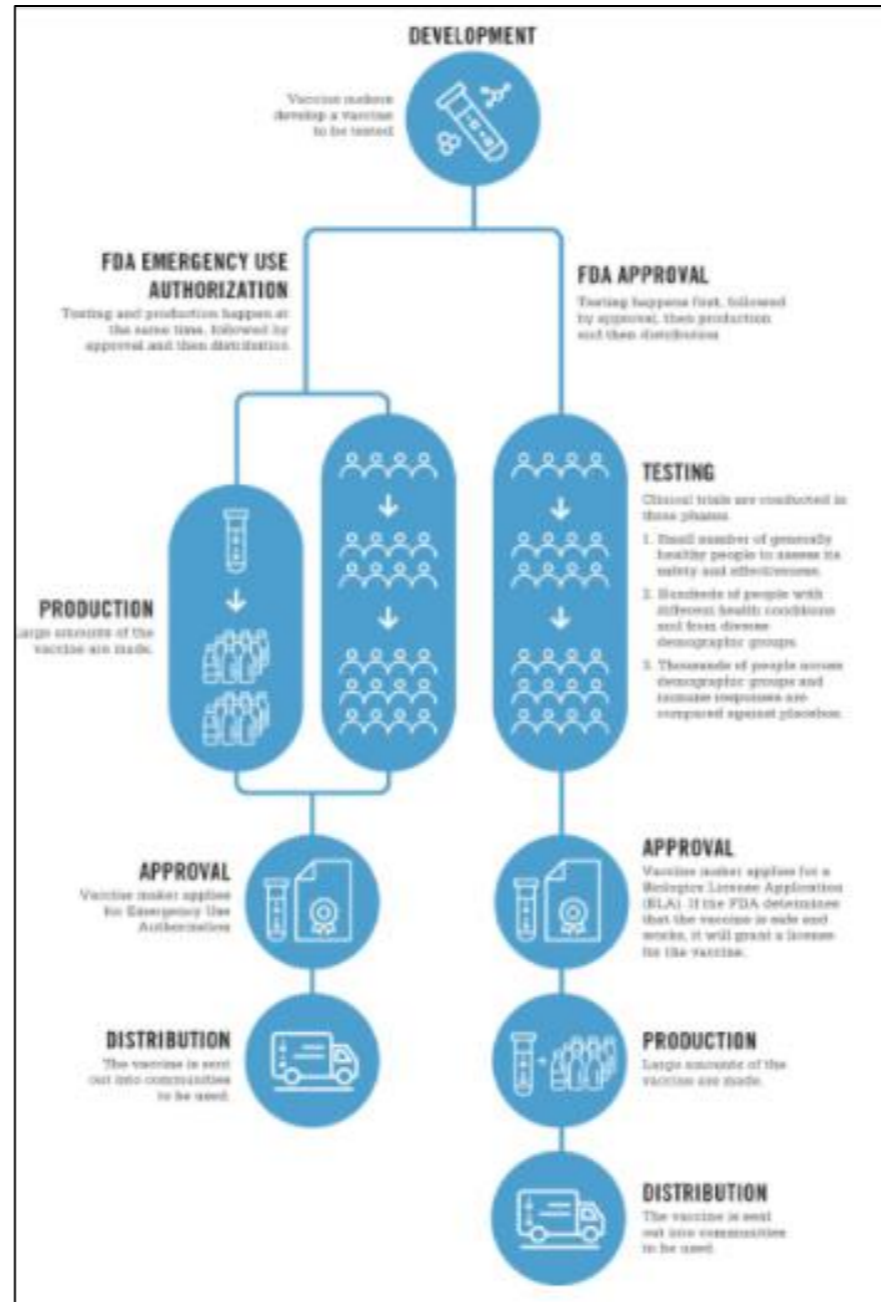 DEVELOPMENT
Vaccine makers
develop a vaccine
to be tested
FDA EMERGENCY USE
AUTHORIZATION
Testing and production happen at
the same time, followed by
approval and then distribution
FDA APPROVAL
Testing happens first, followed
by approval, then production
and then distribution
PRODUCTION
Large amounts of the
vaccine are made.
TESTING
Clinical trials are conducted in
three phases
1. Small number of generally
healthy people to assess its
safety and effectiveness.
2. Hundreds of people with
different health conditions
and from diverse
demographic groups.
3. Thousands of people across
demographic groups and
immune responses are
compared against placebos.
APPROVAL
Vaccine maker applies
for Emergency Use
Authorization
APPROVAL
Vaccine maker applies for a
Biologics License Application
(BLA). If the FDA determines
that the vaccine is safe and
works, it will grant a license
for the vaccine.
DISTRIBUTION
The vaccine is sent
out into communities
to be used.
PRODUCTION
Large amounts of the
vaccine are made.
DISTRIBUTION
The vaccine is sent
out into communities
to be used.